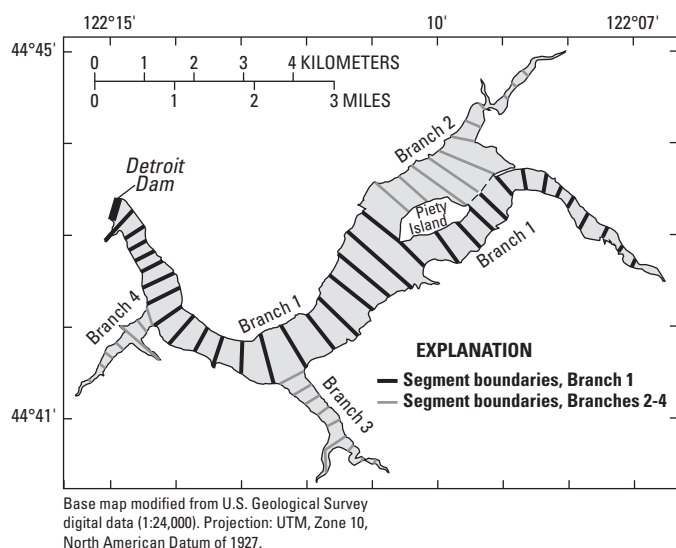 122°15' 10' 122°07'
44°45'
0 1 2 3 4 KILOMETERS
0 1 2 3 MILES
Branch 2
Detroit
Dam
Piety
Island
Branch 1
Branch 1
Branch 4
EXPLANATION
Segment boundaries, Branch 1
Segment boundaries, Branches 2-4
Branch 3
44°41'
Base map modified from U.S. Geological Survey
digital data (1:24,000). Projection: UTM, Zone 10,
North American Datum of 1927.